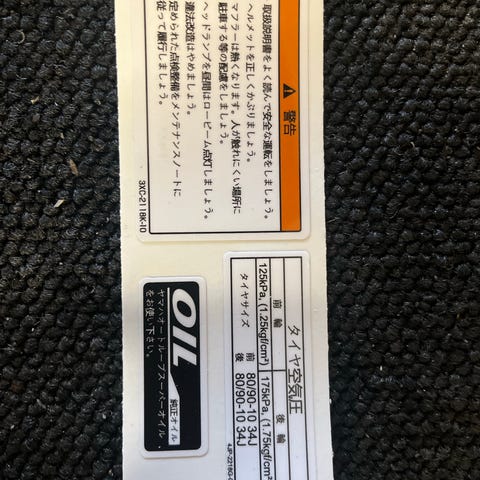 警告
取扱説明書をよく読んで安全な運転をしましょう。
ヘルメットを正しくかぶりましょう。
マフラーは熱くなります。人が触れにくい場所に
駐車する等の配慮をしましょう。
ヘッドランプを昼間はロービーム点灯しましょう。
違法改造はやめましょう。
定められた点検整備をメンテナンスノートに
従って履行しましょう。
3XC-2118K-I0
タイヤ空気圧
前輪 後輪
125kPa, (1.25kgf/cm²) 175kPa, (1.75kgf/cm²)
タイヤサイズ 前 80/90-10 34J
後 80/90-10 34J
OIL 純正オイル
ヤマハオートループスーパーオイル
をお使い下さい。